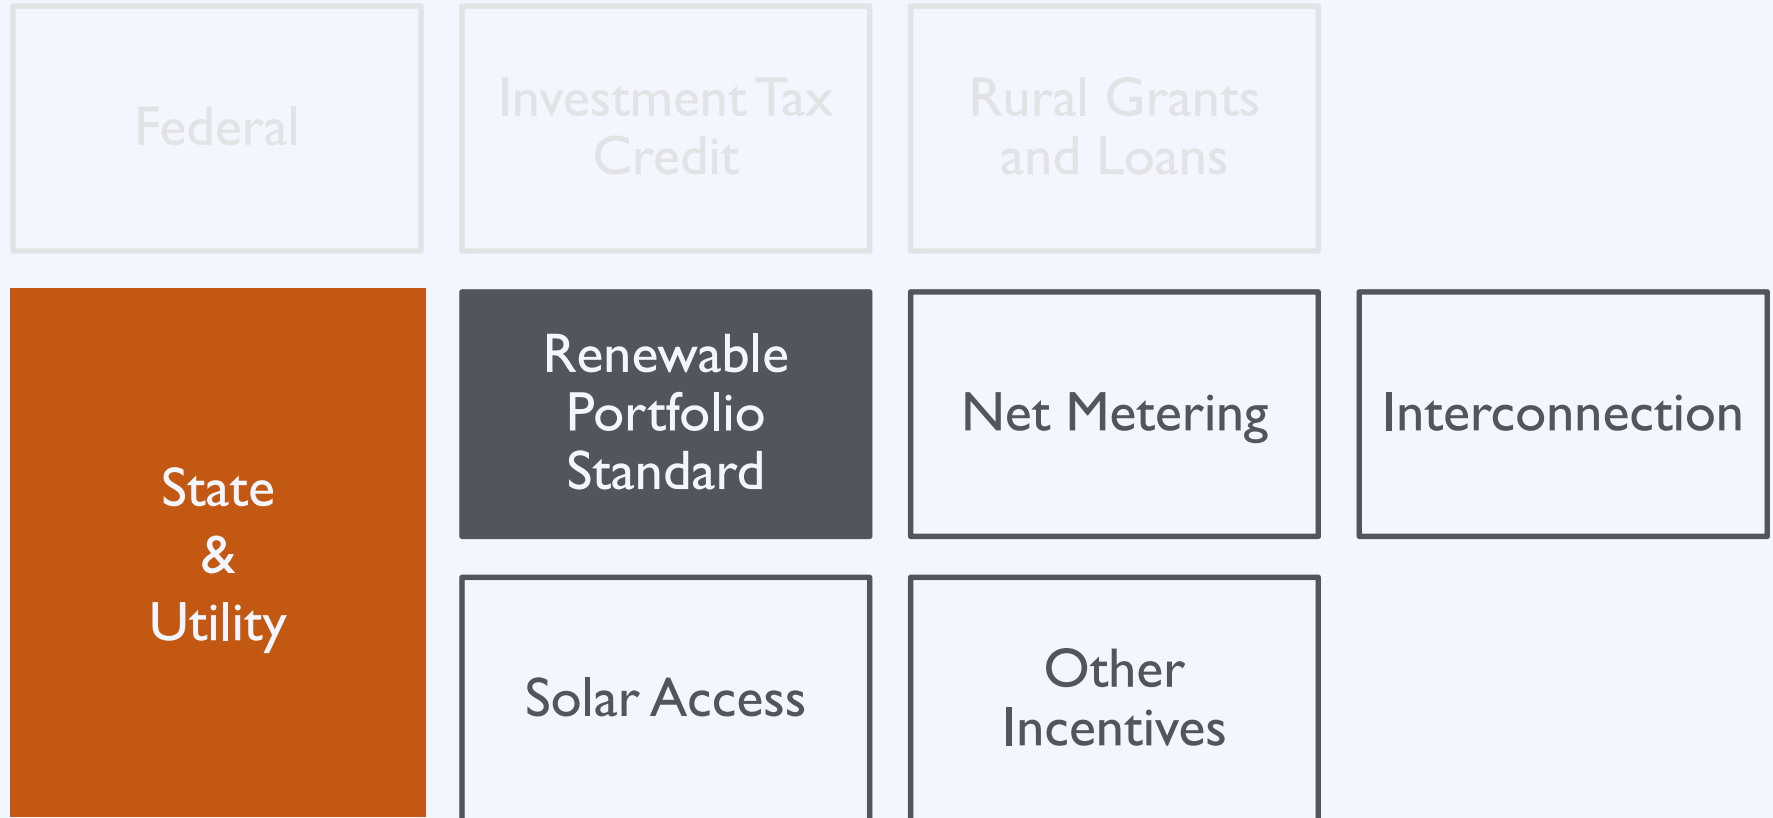 Federal
Investment Tax
Credit
Rural Grants
and Loans
State
&
Utility
Renewable
Portfolio
Standard
Net Metering
Interconnection
Solar Access
Other
Incentives